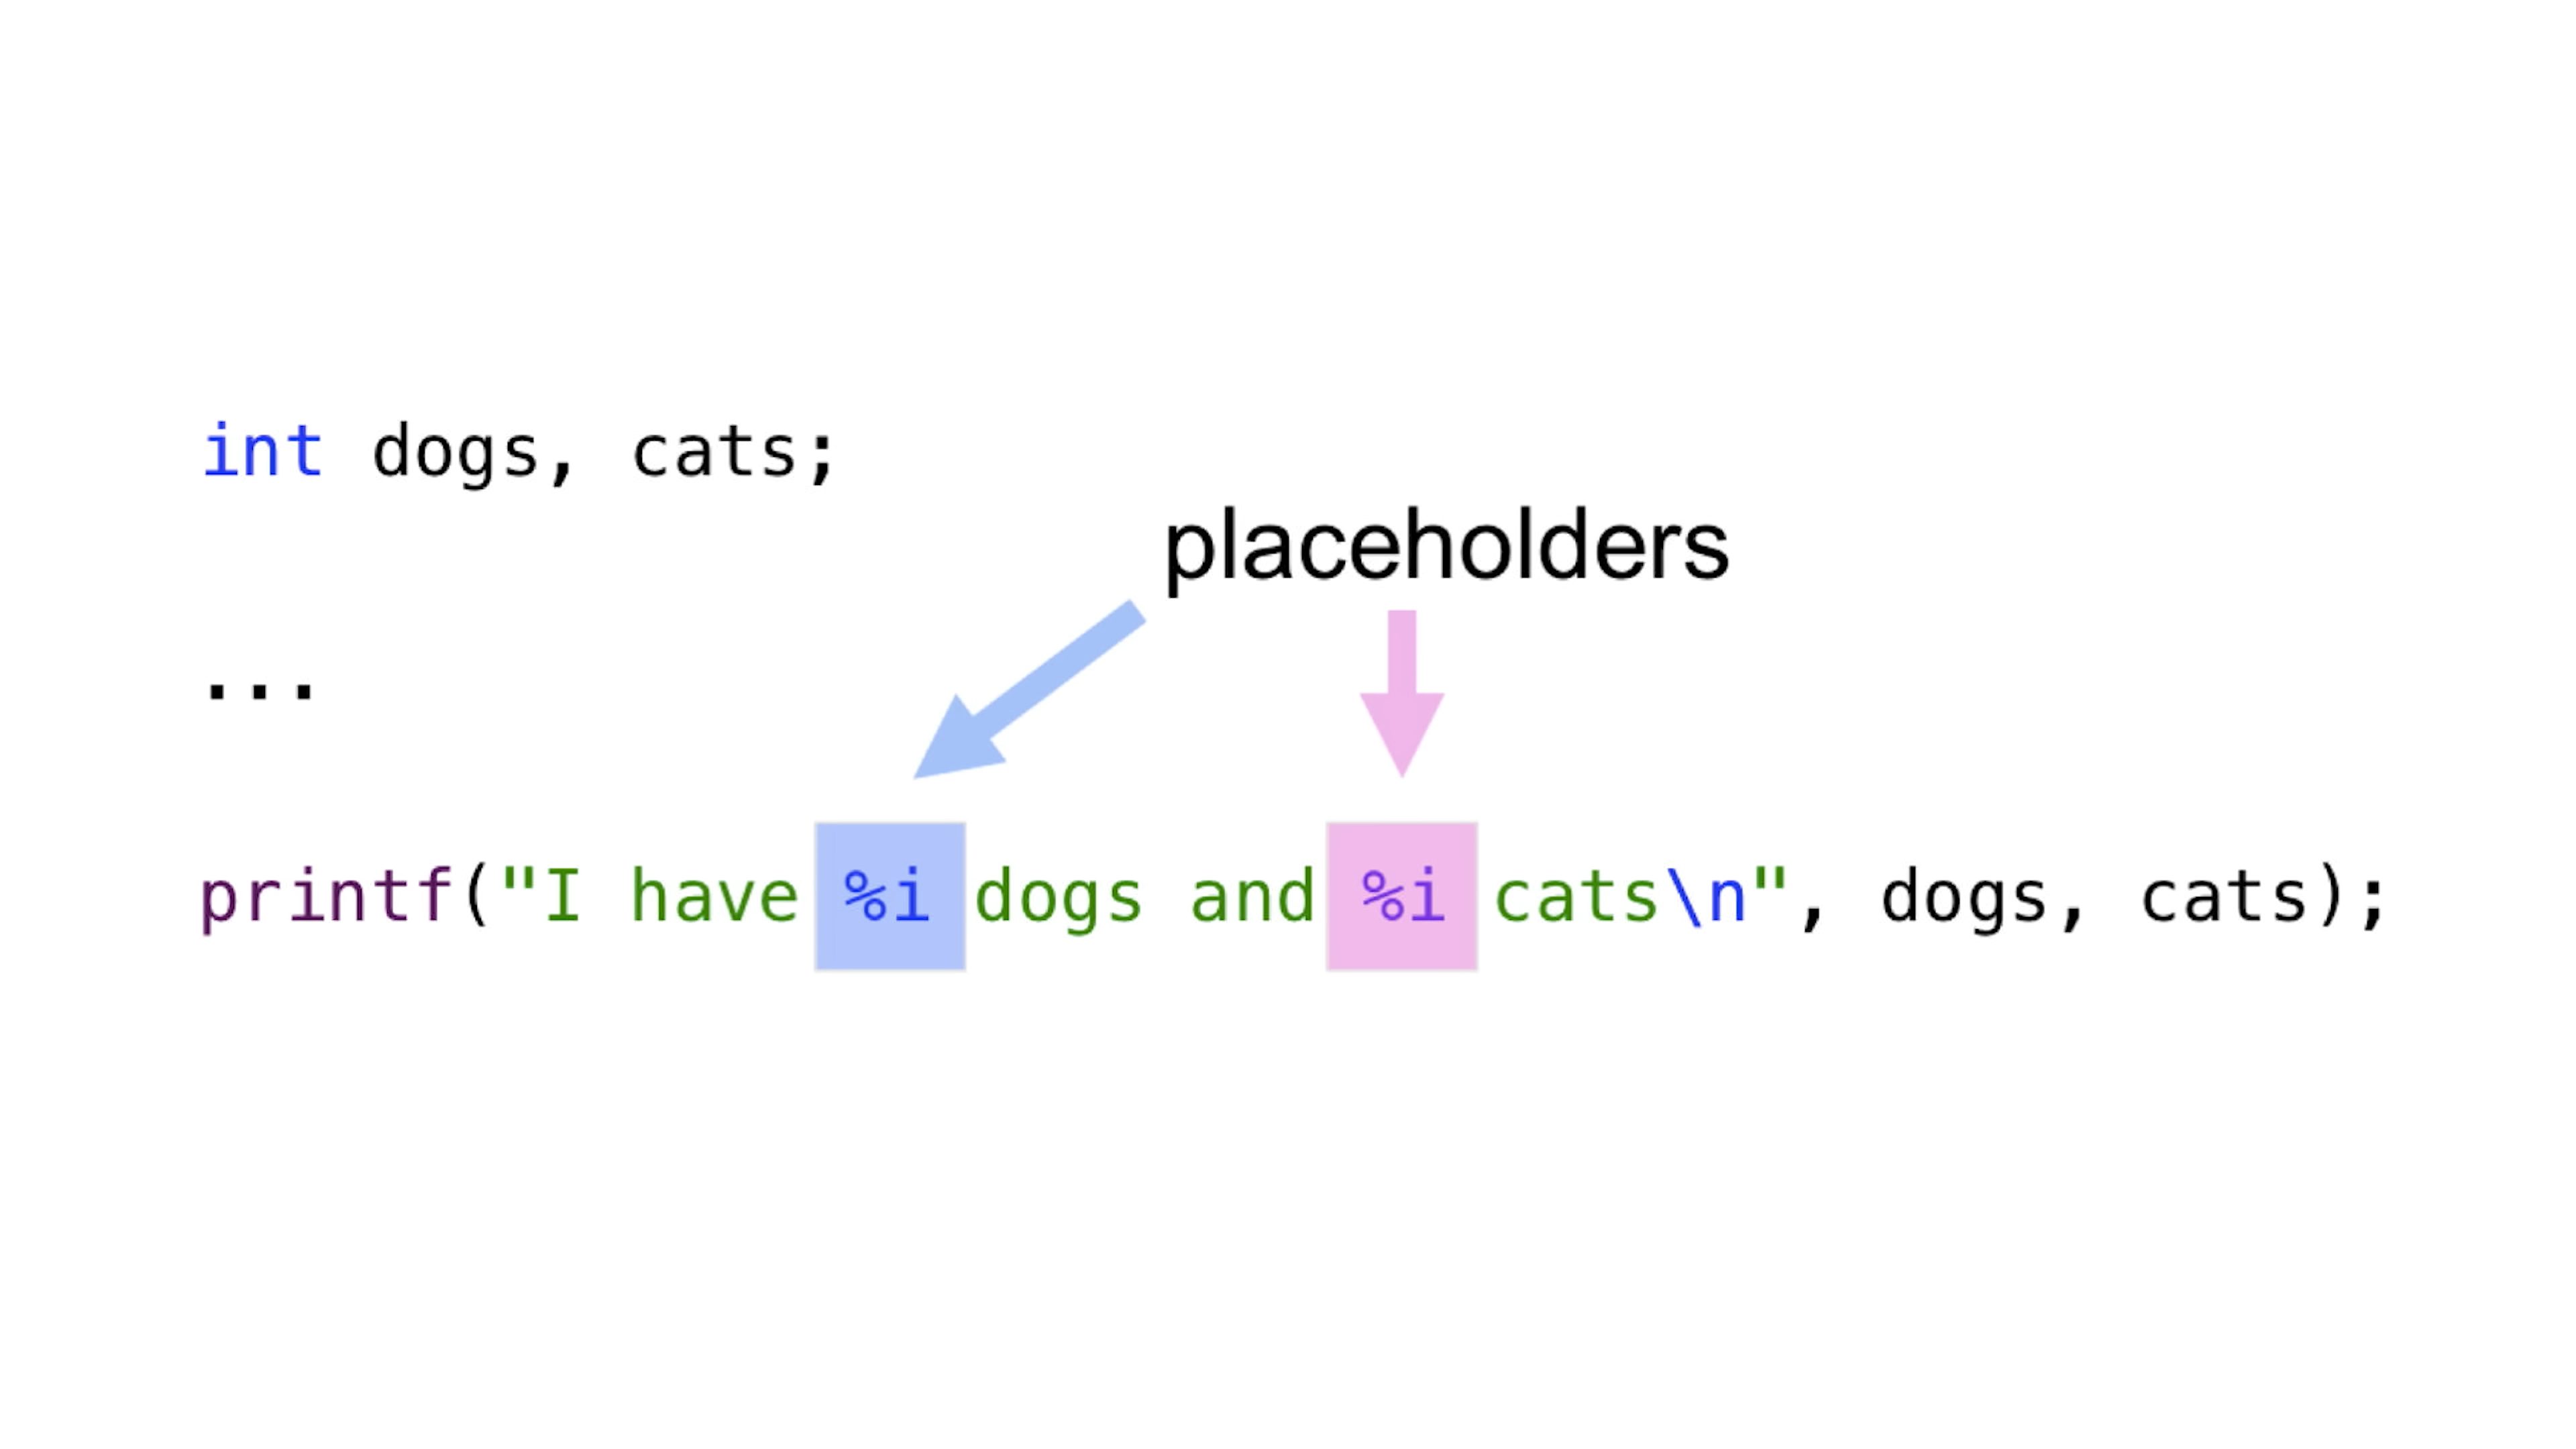 int dogs, cats;
placeholders
...
printf("I have %i dogs and %i cats\n", dogs, cats);